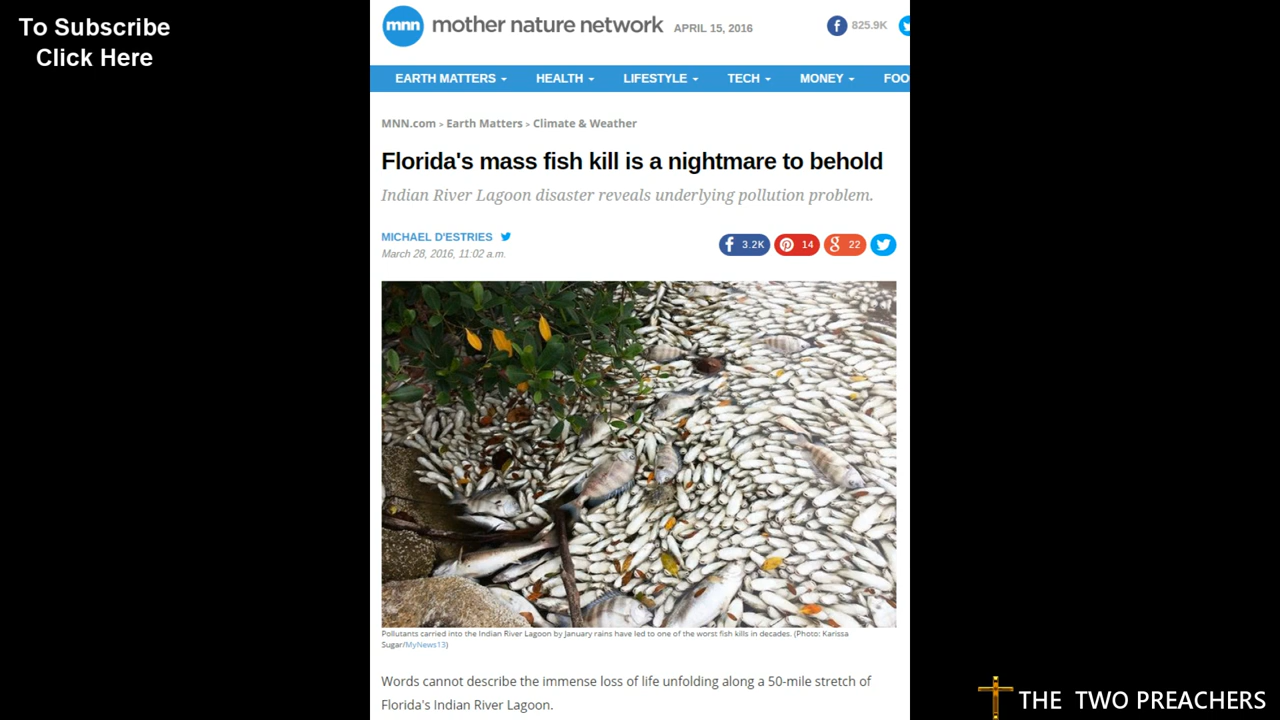 To Subscribe
Click Here
mnn mother nature network APRIL 15, 2016 825.9K
EARTH MATTERS HEALTH LIFESTYLE TECH MONEY FOO
MNN.com > Earth Matters > Climate & Weather
Florida's mass fish kill is a nightmare to behold
Indian River Lagoon disaster reveals underlying pollution problem.
MICHAEL D'ESTRIES
March 28, 2016, 11:02 a.m.
3.2K 14 22
Pollutants carried into the Indian River Lagoon by January rains have led to one of the worst fish kills in decades. (Photo: Karissa
Sugar/MyNews13)
Words cannot describe the immense loss of life unfolding along a 50-mile stretch of
Florida's Indian River Lagoon.
THE TWO PREACHERS